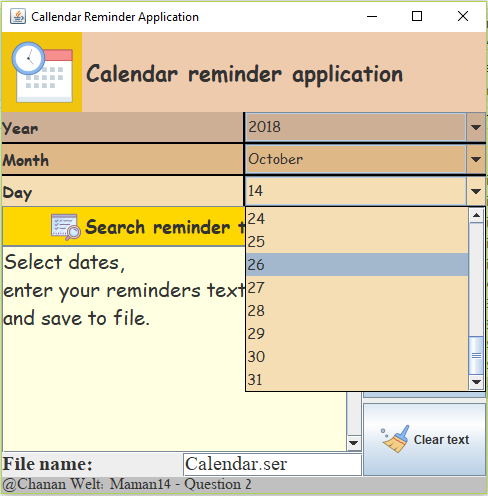 Callendar Reminder Application
Calendar reminder application
Year 2018
Month October
Day 14
Search reminder t
24
25
26
27
28
29
30
31
Select dates,
enter your reminders text
and save to file.
Clear text
File name: Calendar.ser
@Chanan Welt: Maman14 - Question 2